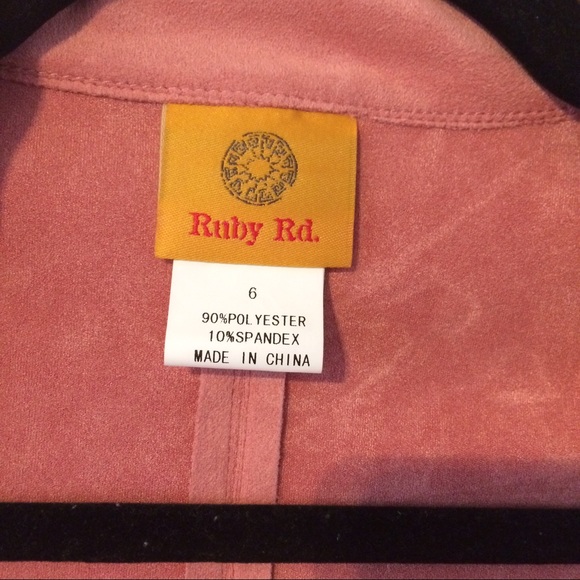 Ruby Rd.
6
90%POLYESTER
10%SPANDEX
MADE IN CHINA